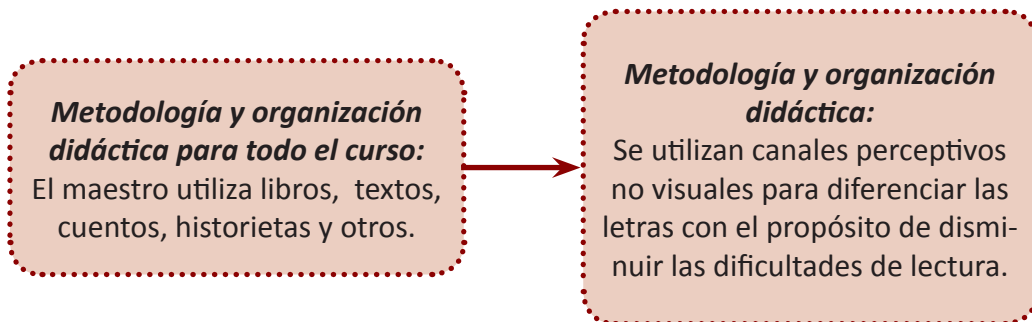 Metodología y organización
didáctica para todo el curso:
El maestro utiliza libros, textos,
cuentos, historietas y otros.
Metodología y organización
didáctica:
Se utilizan canales perceptivos
no visuales para diferenciar las
letras con el propósito de dismi-
nuir las dificultades de lectura.